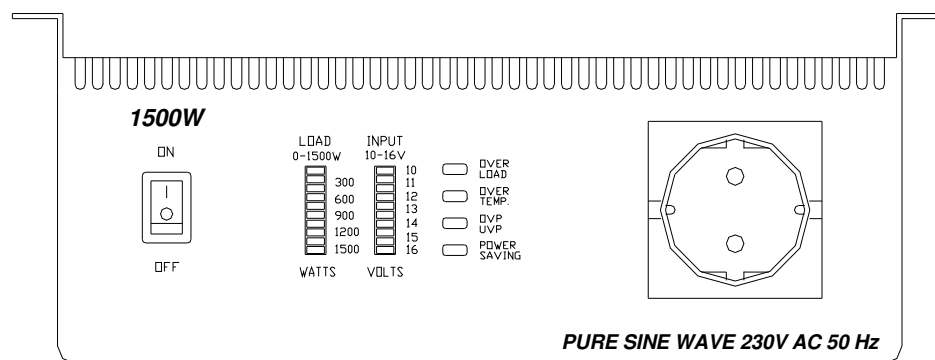 1500W
ON
OFF
LOAD
0-1500W
300
600
900
1200
1500
WATTS
INPUT
10-16V
10
11
12
13
14
15
16
VOLTS
OVER
LOAD
OVER
TEMP.
OVP
UVP
POWER
SAVING
PURE SINE WAVE 230V AC 50 Hz